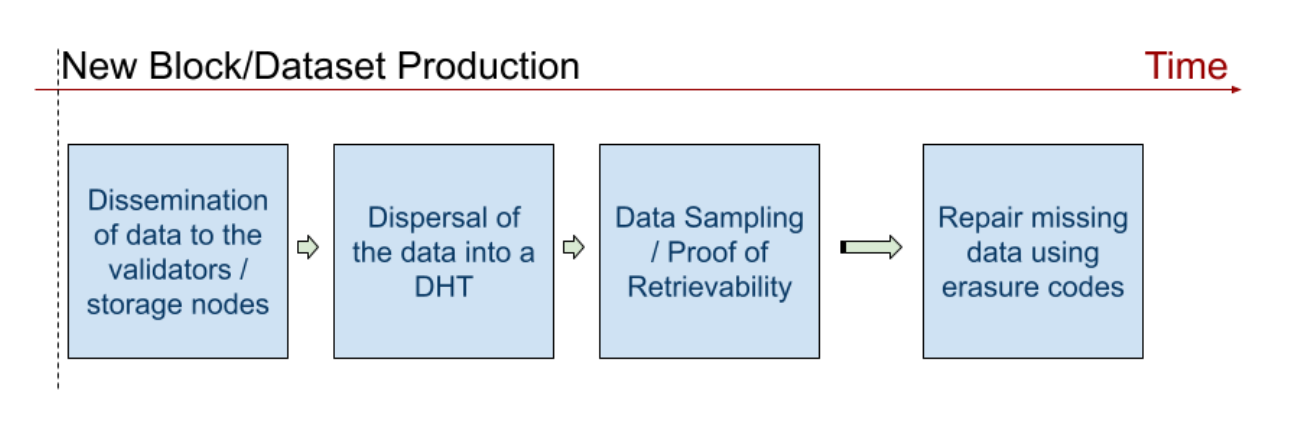 New Block/Dataset Production
Time
Dissemination
of data to the
validators /
storage nodes
Dispersal of
the data into a
DHT
Data Sampling
/ Proof of
Retrievability
Repair missing
data using
erasure codes